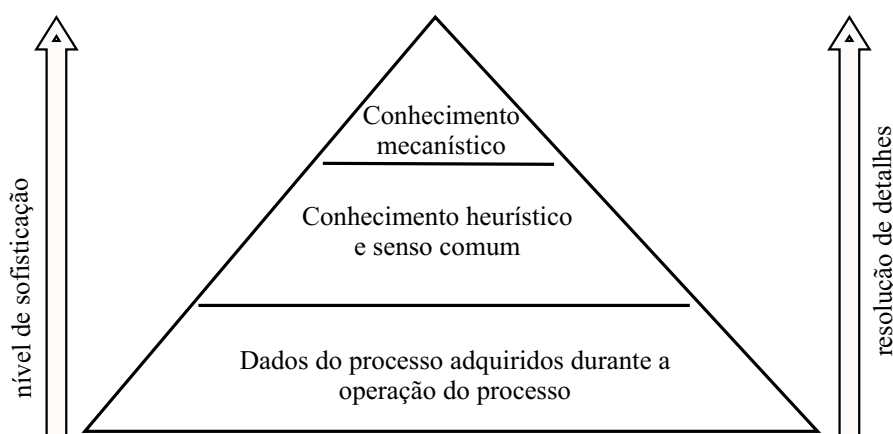 Conhecimento
mecanístico
Conhecimento heurístico
e senso comum
Dados do processo adquiridos durante a
operação do processo
nível de sofisticação
resolução de detalhes